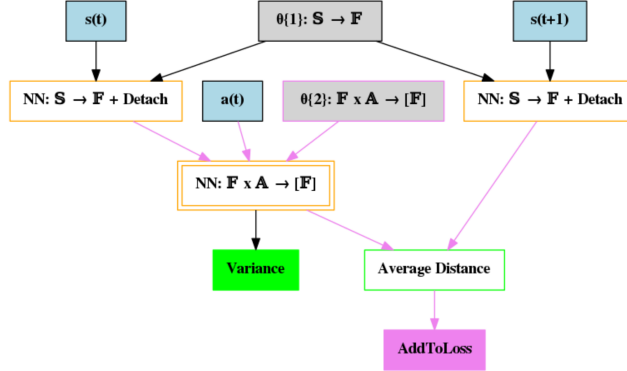 s(t)
θ{1}: 𝕊 → 𝔽
s(t+1)
NN: 𝕊 → 𝔽 + Detach
a(t)
θ{2}: 𝔽 x 𝔸 → [𝔽]
NN: 𝕊 → 𝔽 + Detach
NN: 𝔽 x 𝔸 → [𝔽]
Variance
Average Distance
AddToLoss